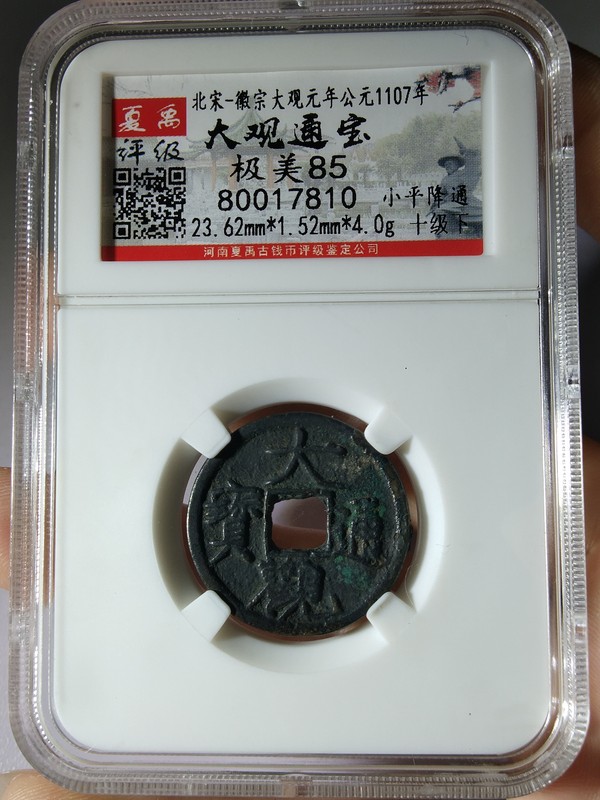 北宋-徽宗大观元年公元1107年
夏禹
评级
大观通宝
极美85
80017810 小平降通
23.62mm*1.52mm*4.0g 十级下
河南夏禹古钱币评级鉴定公司
大
寶 通
觀